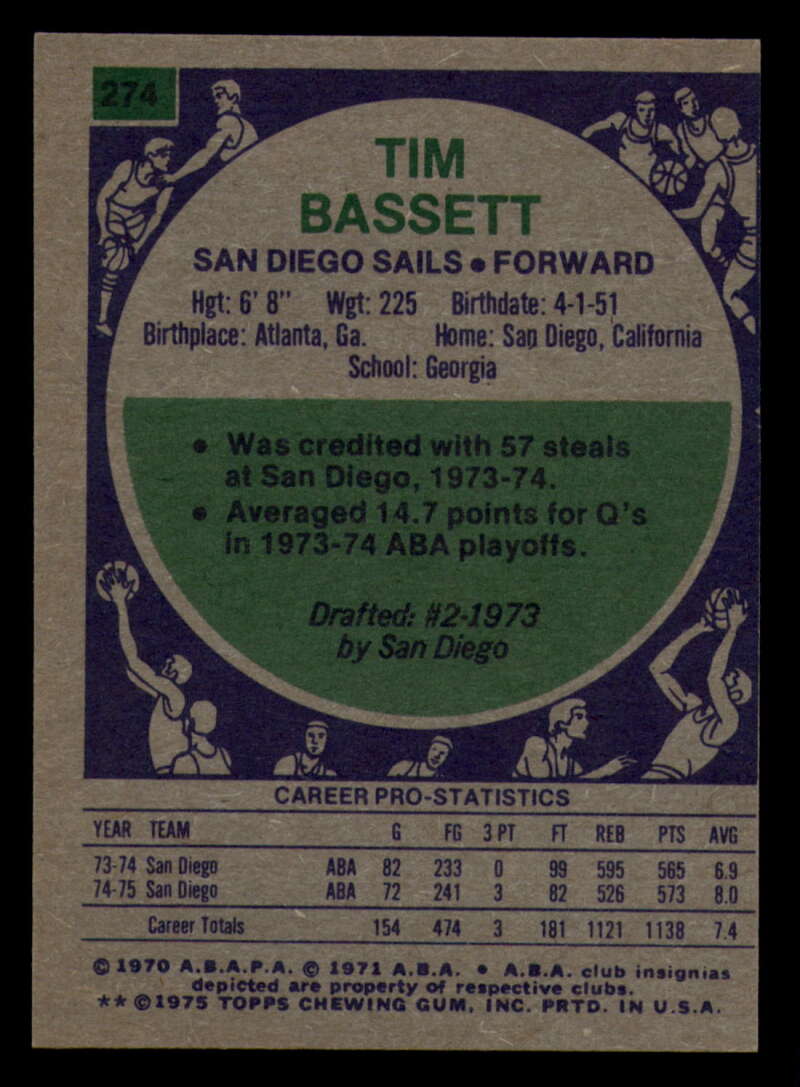 274
TIM
BASSETT
SAN DIEGO SAILS • FORWARD
Hgt: 6' 8" Wgt: 225 Birthdate: 4-1-51
Birthplace: Atlanta, Ga. Home: San Diego, California
School: Georgia
• Was credited with 57 steals
at San Diego, 1973-74.
• Averaged 14.7 points for Q's
in 1973-74 ABA playoffs.
Drafted: #2-1973
by San Diego
CAREER PRO-STATISTICS
YEAR TEAM G FG 3 PT FT REB PTS AVG
73-74 San Diego ABA 82 233 0 99 595 565 6.9
74-75 San Diego ABA 72 241 3 82 526 573 8.0
Career Totals 154 474 3 181 1121 1138 7.4
© 1970 A.B.A.P.A. © 1971 A.B.A. • A.B.A. club insignias
depicted are property of respective clubs.
** © 1975 TOPPS CHEWING GUM, INC. PRTD. IN U.S.A.